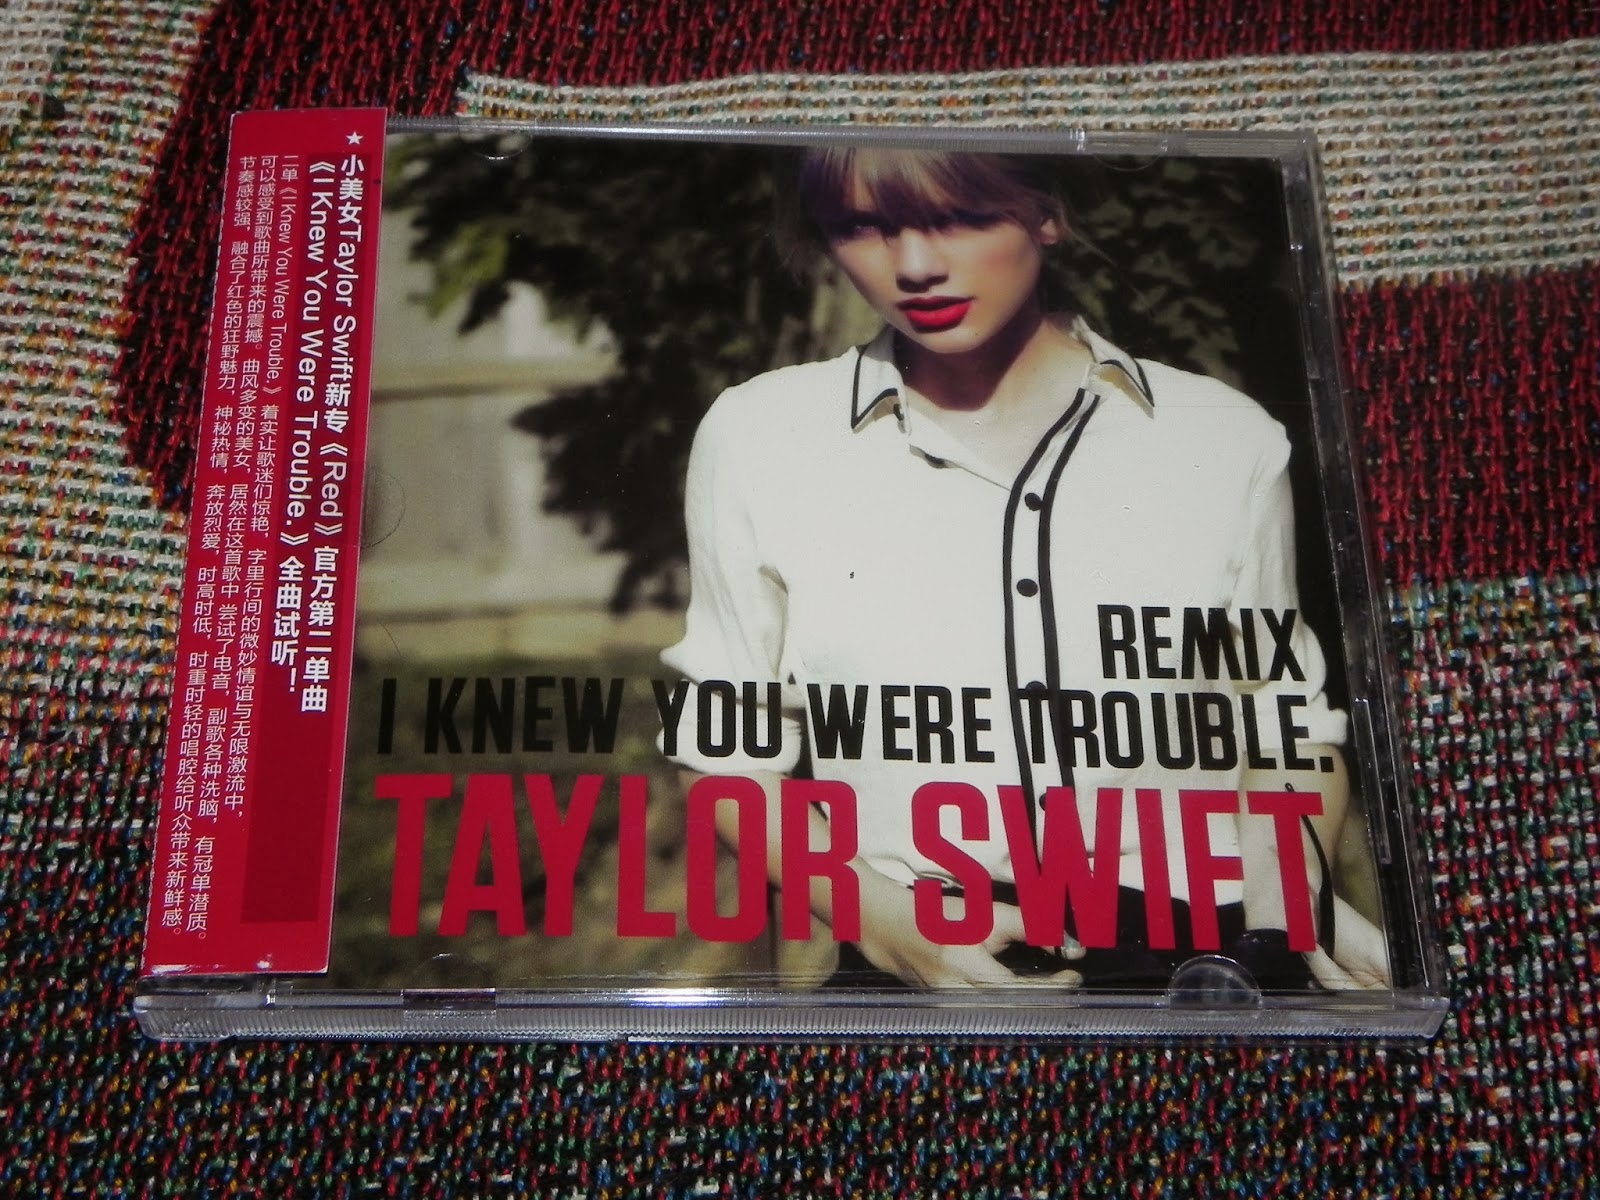 ★小美女Taylor Swift新专《Red》官方第二单曲
《I Knew You Were Trouble.》全曲试听！
二单《I Knew You Were Trouble.》着实让歌迷们惊艳，字里行间的微妙情谊与无限激流中，
可以感受到歌曲所带来的震撼。曲风多变的美女，居然在这首歌中 尝试了电音，副歌各种洗脑，有冠单潜质。
节奏感较强，融合了红色的狂野魅力，神秘热情，奔放烈爱，时高时低，时重时轻的唱腔给听众带来新鲜感。
REMIX
I KNEW YOU WERE TROUBLE.
TAYLOR SWIFT